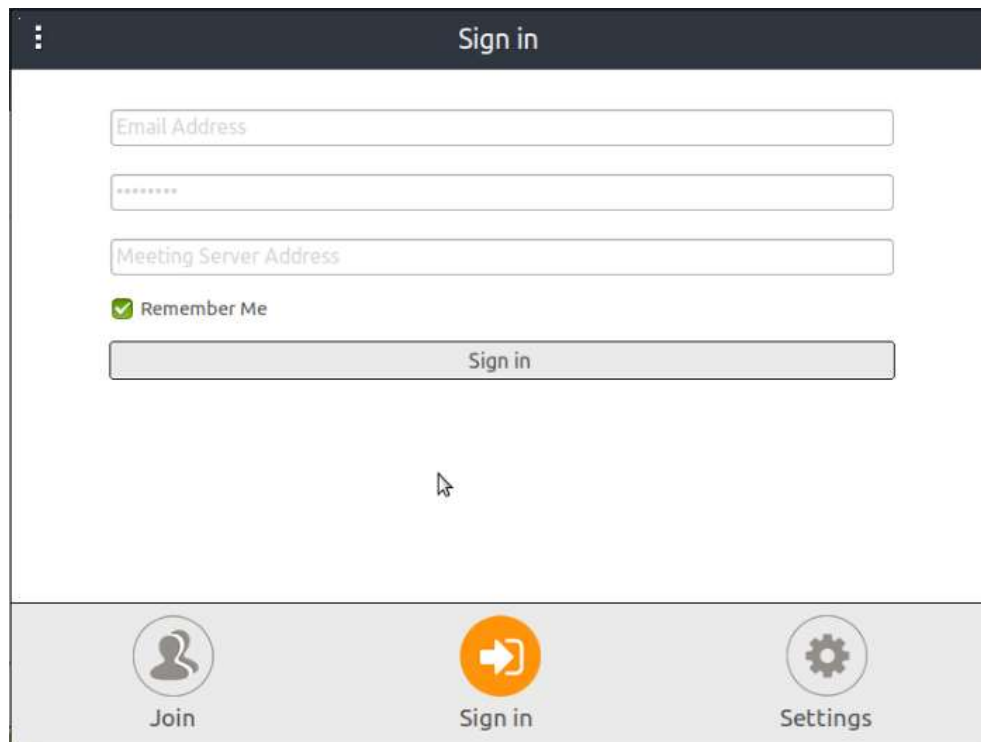 Sign in
Email Address
••••••••
Meeting Server Address
Remember Me
Sign in
Join
Sign in
Settings